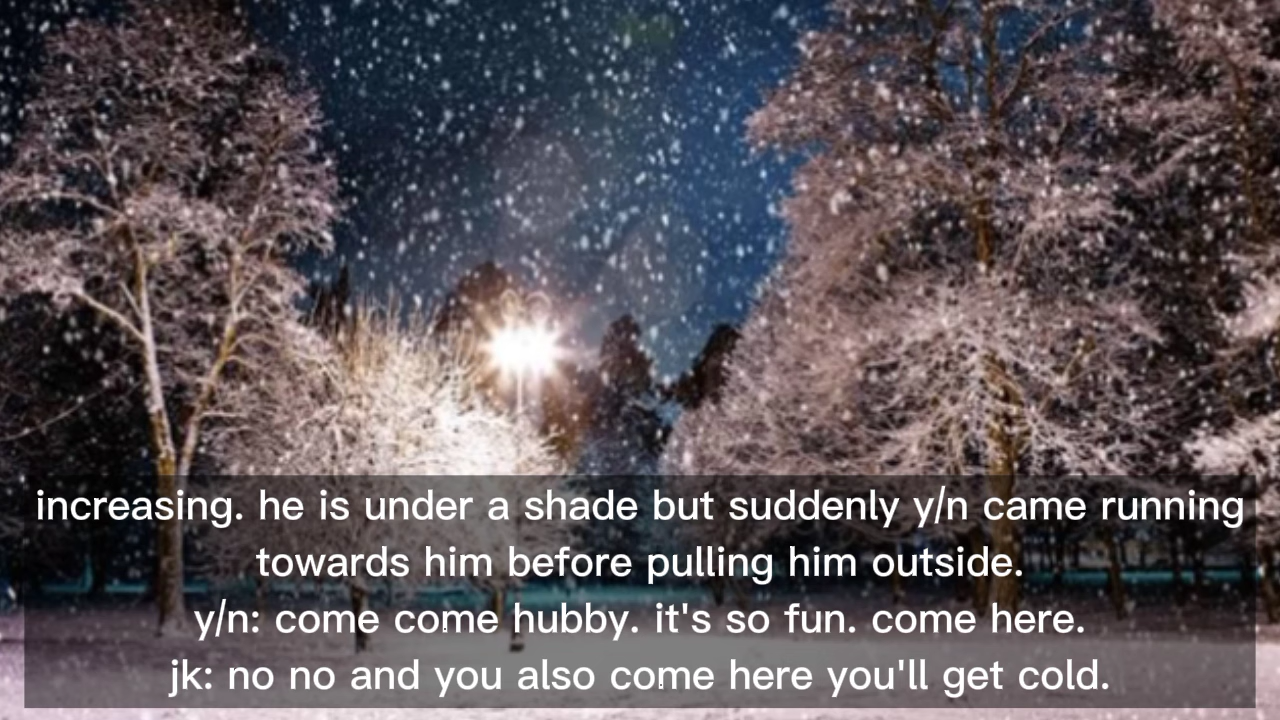 increasing. he is under a shade but suddenly y/n came running
towards him before pulling him outside.
y/n: come come hubby. it's so fun. come here.
jk: no no and you also come here you'll get cold.